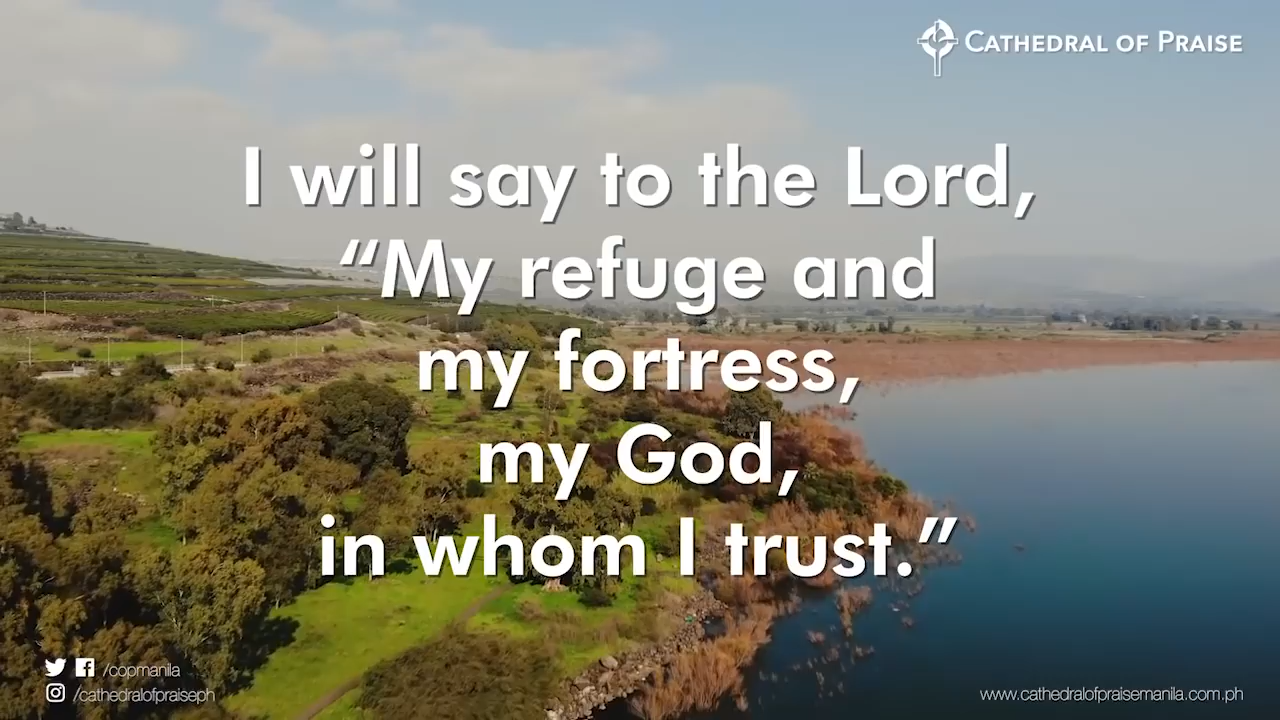 CATHEDRAL OF PRAISE
I will say to the Lord,
“My refuge and
my fortress,
my God,
in whom I trust.”
/copmanila
/cathedralofpraiseph
www.cathedralofpraisemanila.com.ph